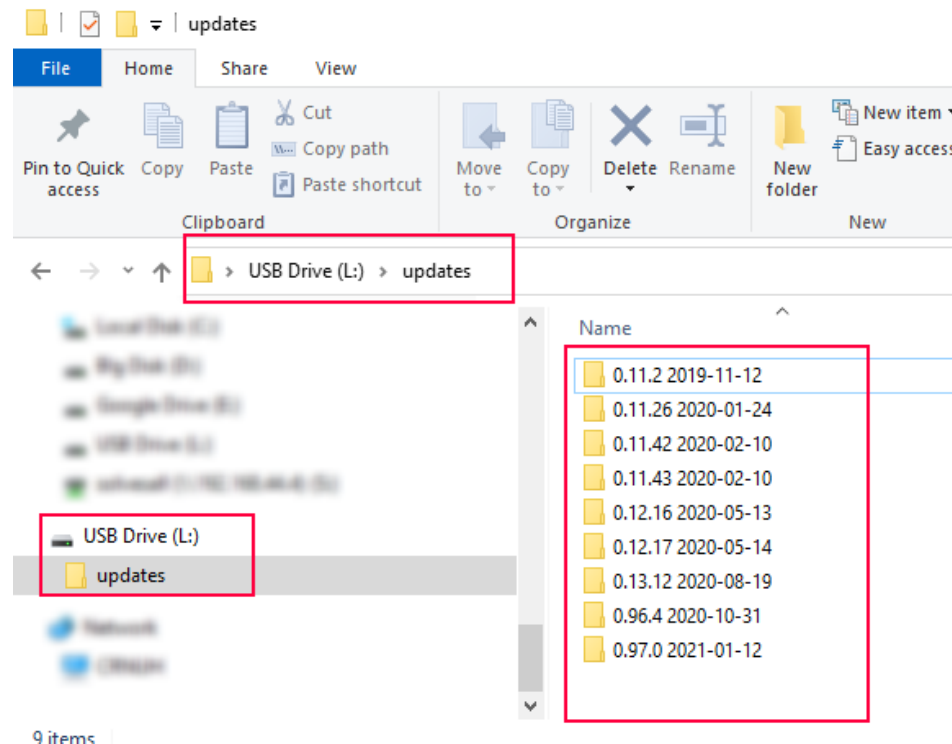 updates
File Home Share View
Pin to Quick access
Copy
Paste
Cut
Copy path
Paste shortcut
Clipboard
Move to
Copy to
Delete
Rename
Organize
New folder
New item
Easy access
New
USB Drive (L:) updates
Name
USB Drive (L:)
updates
0.11.2 2019-11-12
0.11.26 2020-01-24
0.11.42 2020-02-10
0.11.43 2020-02-10
0.12.16 2020-05-13
0.12.17 2020-05-14
0.13.12 2020-08-19
0.96.4 2020-10-31
0.97.0 2021-01-12
9 items